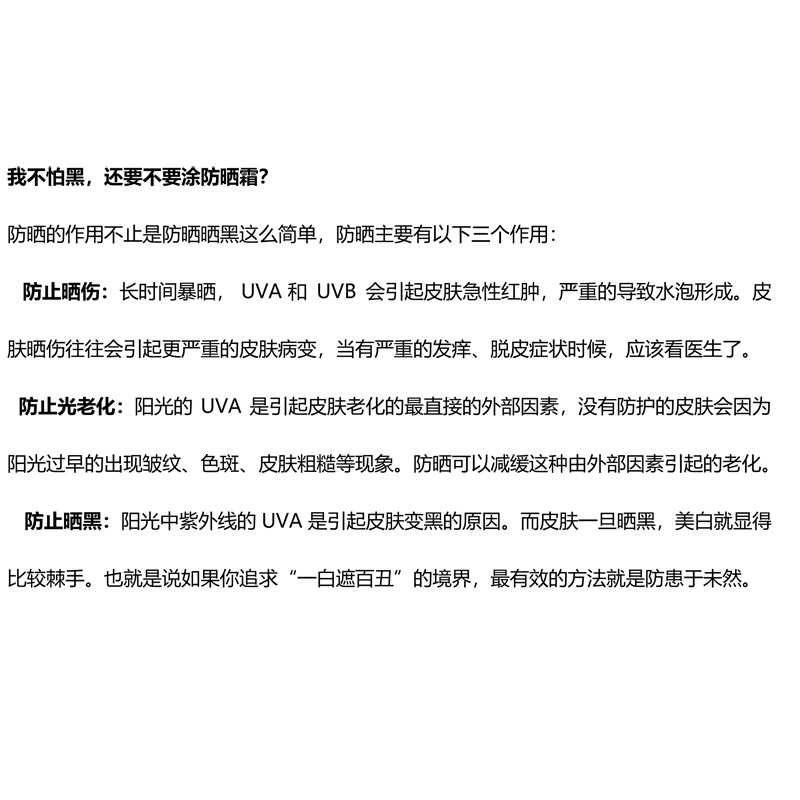 我不怕黑，还要不要涂防晒霜？
防晒的作用不止是防晒晒黑这么简单，防晒主要有以下三个作用：
防止晒伤：长时间暴晒， UVA 和 UVB 会引起皮肤急性红肿，严重的导致水泡形成。皮
肤晒伤往往会引起更严重的皮肤病变，当有严重的发痒、脱皮症状时候，应该看医生了。
防止光老化：阳光的 UVA 是引起皮肤老化的最直接的外部因素，没有防护的皮肤会因为
阳光过早的出现皱纹、色斑、皮肤粗糙等现象。防晒可以减缓这种由外部因素引起的老化。
防止晒黑：阳光中紫外线的 UVA 是引起皮肤变黑的原因。而皮肤一旦晒黑，美白就显得
比较棘手。也就是说如果你追求“一白遮百丑”的境界，最有效的方法就是防患于未然。